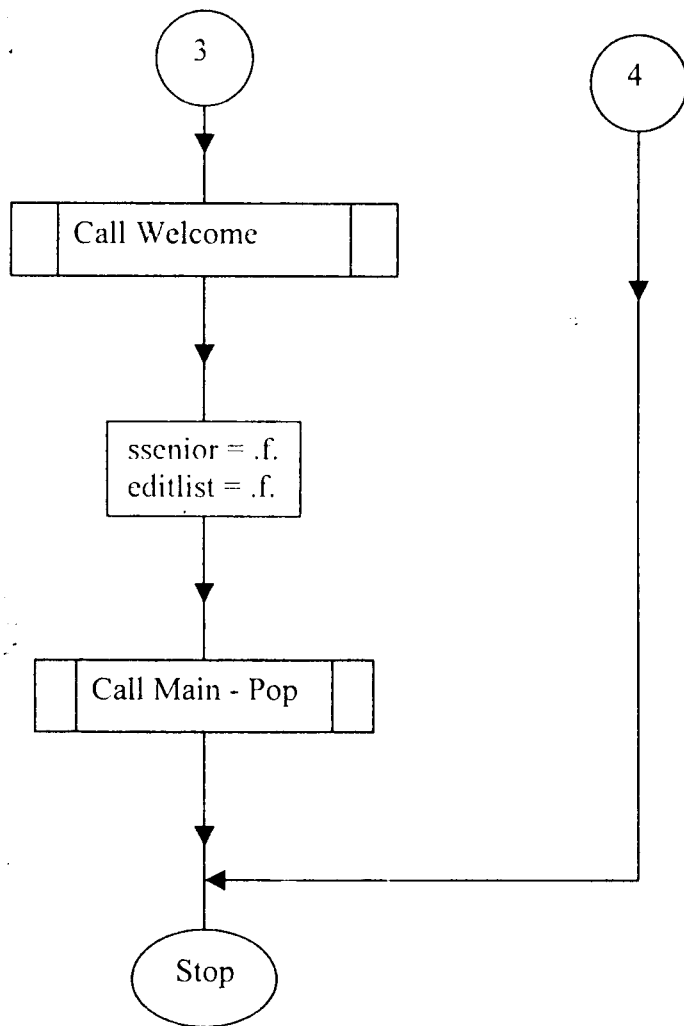 3
4
Call Welcome
ssenior = .f.
editlist = .f.
Call Main - Pop
Stop